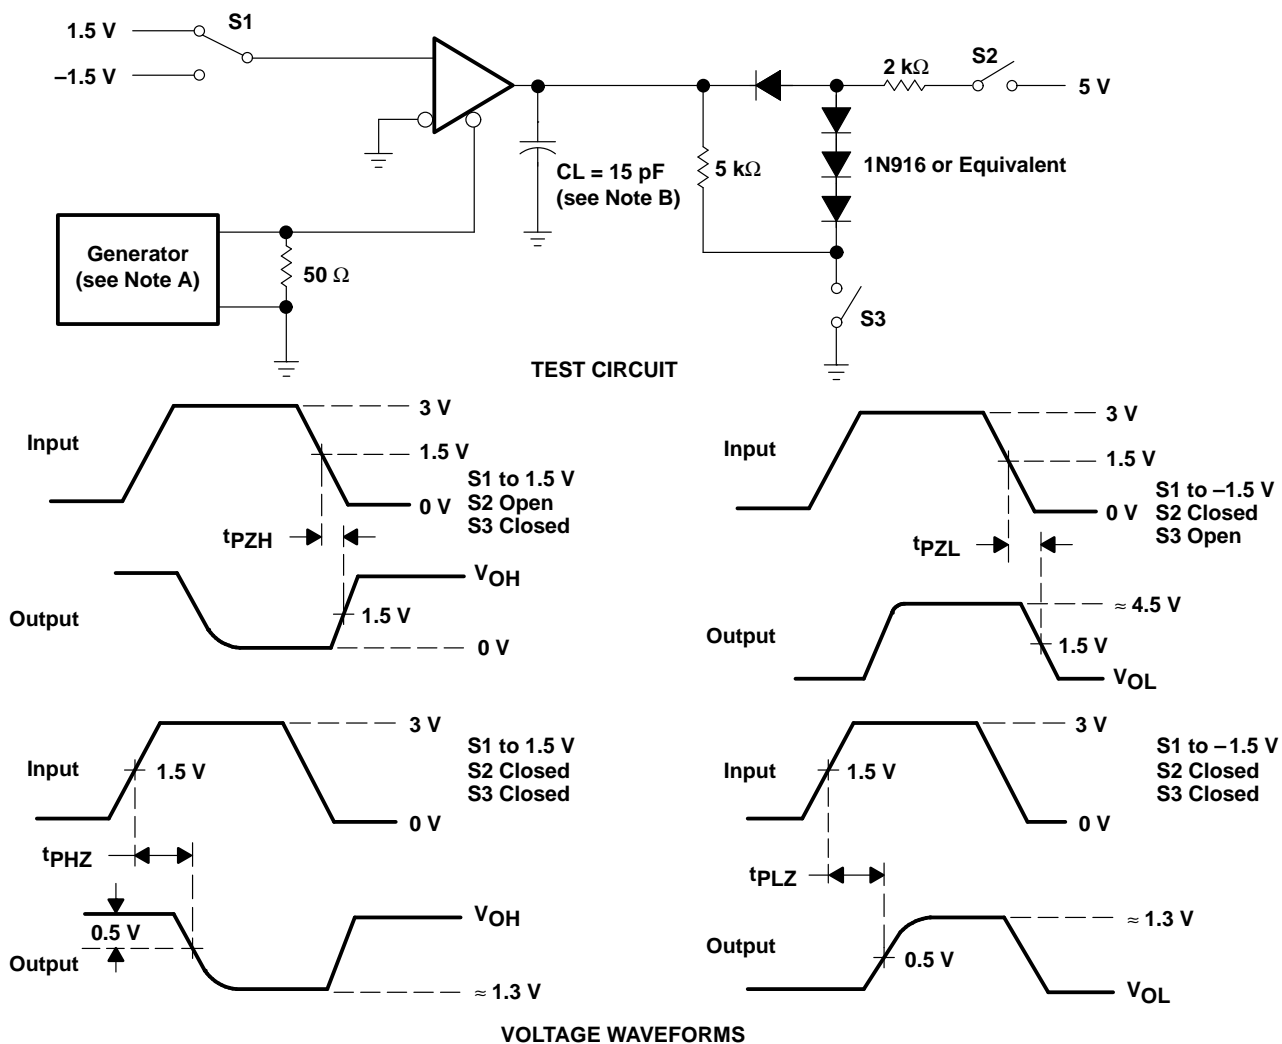 1.5 V
S1
–1.5 V
2 kΩ
S2
5 V
CL = 15 pF
(see Note B)
5 kΩ
1N916 or Equivalent
Generator
(see Note A)
50 Ω
S3
TEST CIRCUIT
Input
3 V
1.5 V
0 V
S1 to 1.5 V
S2 Open
S3 Closed
tPZH
Output
VOH
1.5 V
0 V
Input
3 V
1.5 V
0 V
S1 to –1.5 V
S2 Closed
S3 Open
tPZL
Output
≈ 4.5 V
1.5 V
VOL
Input
3 V
1.5 V
0 V
S1 to 1.5 V
S2 Closed
S3 Closed
tPHZ
0.5 V
Output
VOH
≈ 1.3 V
Input
3 V
1.5 V
0 V
S1 to –1.5 V
S2 Closed
S3 Closed
tPLZ
Output
≈ 1.3 V
0.5 V
VOL
VOLTAGE WAVEFORMS